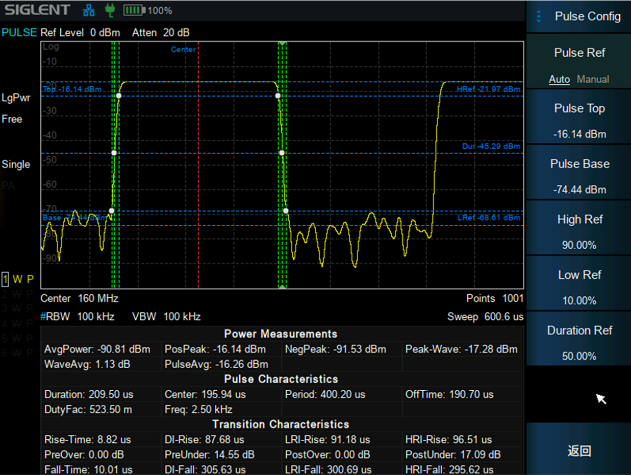 SIGLENT 100% Pulse Config
PULSE Ref Level 0 dBm Atten 20 dB
Pulse Ref
Auto Manual
Log
Center
-10
Top -16.14 dBm HRef -21.97 dBm
-30
LgPwr
Free
-40
Dur -45.29 dBm
-50
Single
-60
PA
-70
Base -74.44 dBm LRef -68.61 dBm
-80
-90
1 W P
2 W P
3 W P
4 W P
5 W P
6 W P
Pulse Top
-16.14 dBm
Pulse Base
-74.44 dBm
High Ref
90.00%
Low Ref
10.00%
Duration Ref
50.00%
返回
Center 160 MHz Points 1001
#RBW 100 kHz VBW 100 kHz Sweep 600.6 us
Power Measurements
AvgPower: -90.81 dBm PosPeak: -16.14 dBm NegPeak: -91.53 dBm Peak-Wave: -17.28 dBm
WaveAvg: 1.13 dB PulseAvg: -16.26 dBm
Pulse Characteristics
Duration: 209.50 us Center: 195.94 us Period: 400.20 us OffTime: 190.70 us
DutyFac: 523.50 m Freq: 2.50 kHz
Transition Characteristics
Rise-Time: 8.82 us DI-Rise: 87.68 us LRI-Rise: 91.18 us HRI-Rise: 96.51 us
PreOver: 0.00 dB PreUnder: 14.55 dB PostOver: 0.00 dB PostUnder: 17.09 dB
Fall-Time: 10.01 us DI-Fall: 305.63 us LRI-Fall: 300.69 us HRI-Fall: 295.62 us